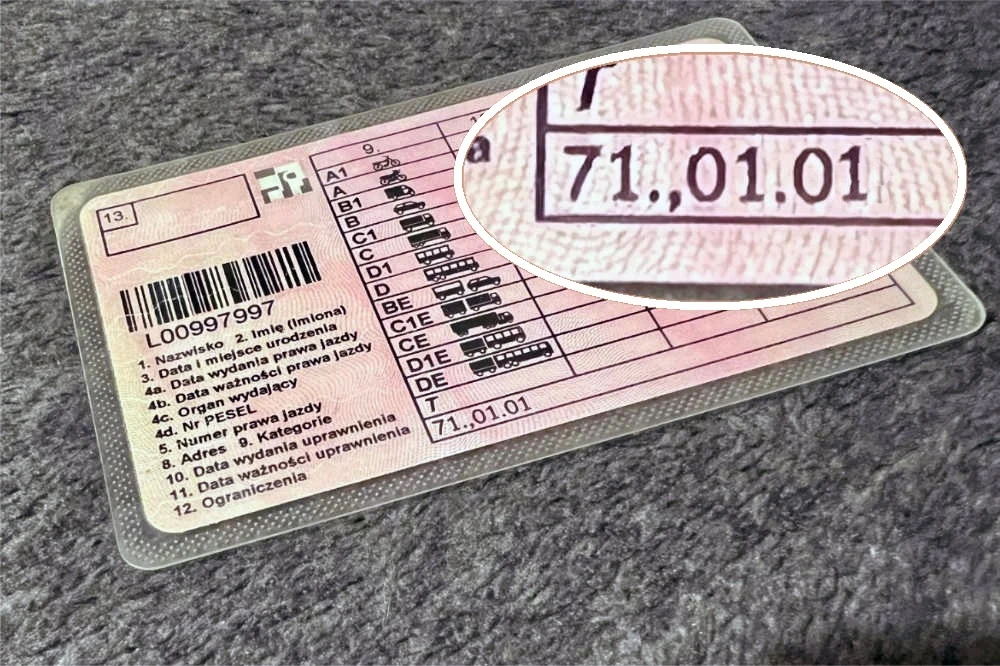 13.
L00997997
1. Nazwisko 2. Imię (imiona)
3. Data i miejsce urodzenia
4a. Data wydania prawa jazdy
4b. Data ważności prawa jazdy
4c. Organ wydający
4d. Nr PESEL
5. Numer prawa jazdy
8. Adres 9. Kategorie
10. Data wydania uprawnienia
11. Data ważności uprawnienia
12. Ograniczenia
9.
A1
A
B1
B
C1
C
D1
D
BE
C1E
CE
D1E
DE
T
71.,01.01
T
a
71.,01.01